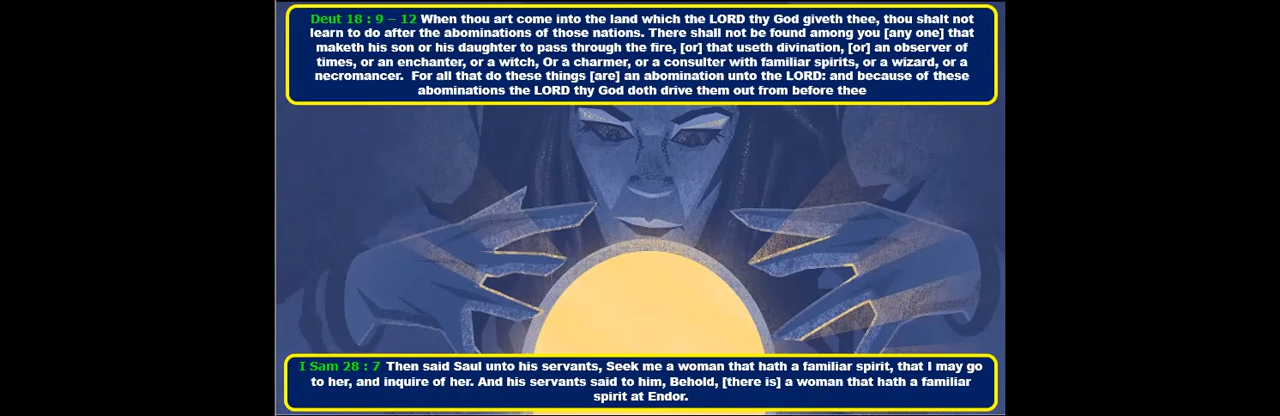 Deut 18 : 9 – 12 When thou art come into the land which the LORD thy God giveth thee, thou shalt not
learn to do after the abominations of those nations. There shall not be found among you [any one] that
maketh his son or his daughter to pass through the fire, [or] that useth divination, [or] an observer of
times, or an enchanter, or a witch, Or a charmer, or a consulter with familiar spirits, or a wizard, or a
necromancer.  For all that do these things [are] an abomination unto the LORD: and because of these
abominations the LORD thy God doth drive them out from before thee
I Sam 28 : 7 Then said Saul unto his servants, Seek me a woman that hath a familiar spirit, that I may go
to her, and inquire of her. And his servants said to him, Behold, [there is] a woman that hath a familiar
spirit at Endor.